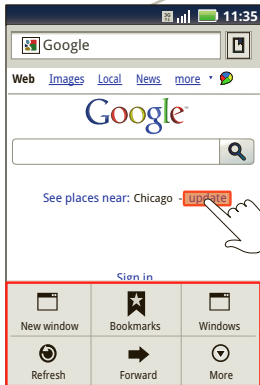 3G 11:35
Google
Web Images Local News more
Google
See places near: Chicago - update
Sign in
New window Bookmarks Windows
Refresh Forward More